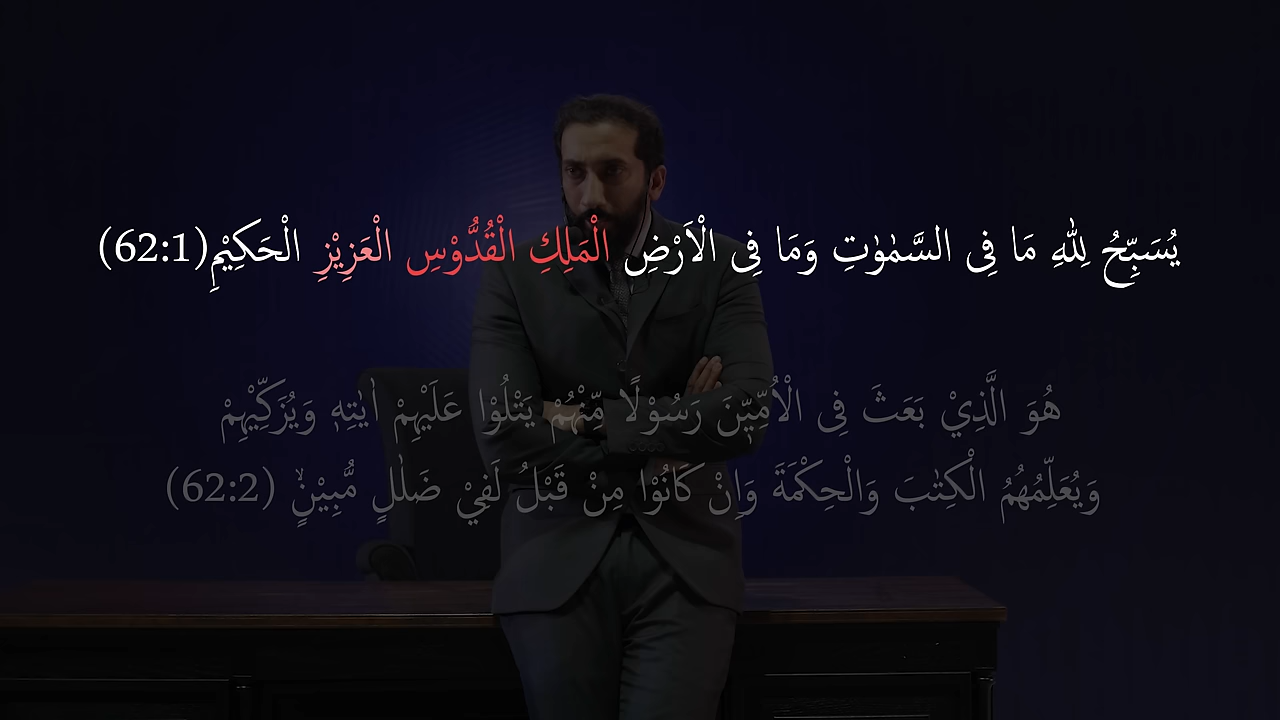 يُسَبِّحُ لِلّٰهِ مَا فِى السَّمٰوٰتِ وَمَا فِى الْاَرْضِ الْمَلِكِ الْقُدُّوْسِ الْعَزِيْزِ الْحَكِيْمِ(62:1)
هُوَ الَّذِيْ بَعَثَ فِى الْاُمِّيّٖنَ رَسُوْلًا مِّنْهُمْ يَتْلُوْا عَلَيْهِمْ اٰيٰتِهٖ وَيُزَكِّيْهِمْ
وَيُعَلِّمُهُمُ الْكِتٰبَ وَالْحِكْمَةَ وَاِنْ كَانُوْا مِنْ قَبْلُ لَفِيْ ضَلٰلٍ مُّبِيْنٍۙ (62:2)